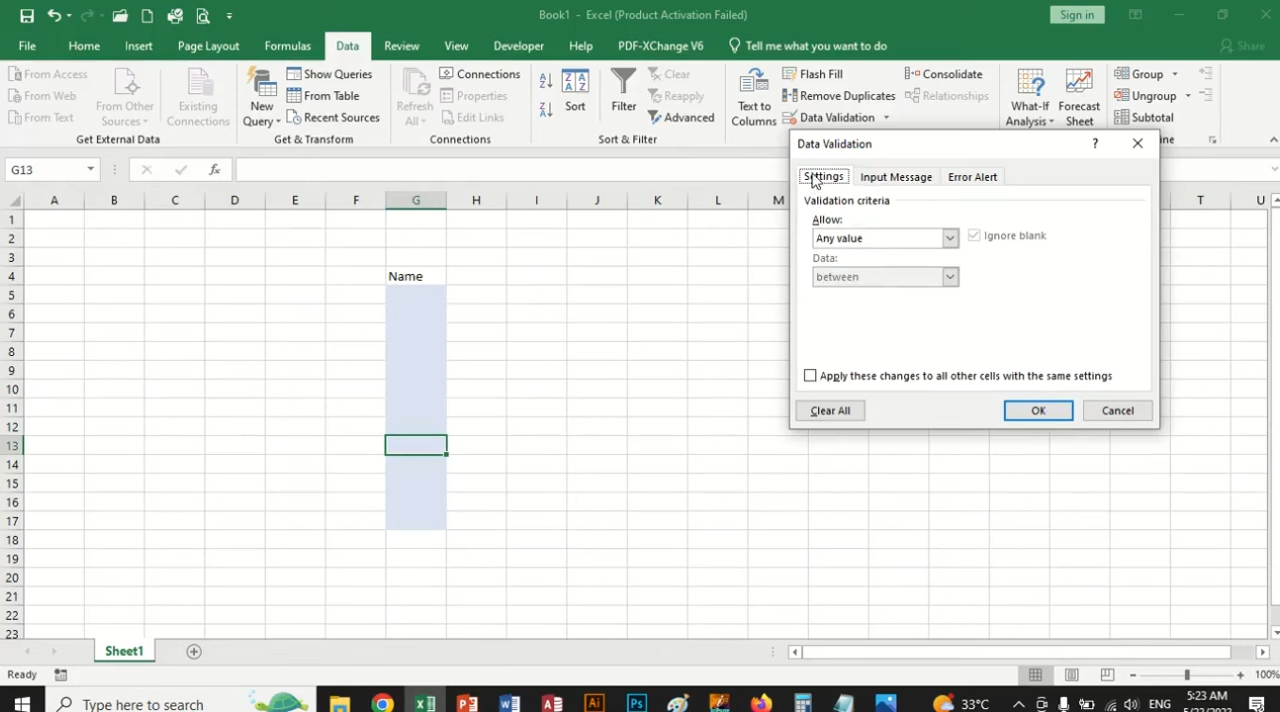 Book1 - Excel (Product Activation Failed)
Sign in
File Home Insert Page Layout Formulas Data Review View Developer Help PDF-XChange V6 Tell me what you want to do Share
From Access
From Web
From Text
From Other Sources
Existing Connections
Get External Data
New Query
Show Queries
From Table
Recent Sources
Get & Transform
Refresh All
Connections
Properties
Edit Links
Connections
Sort
Filter
Clear
Reapply
Advanced
Sort & Filter
Text to Columns
Flash Fill
Remove Duplicates
Data Validation
Consolidate
Relationships
What-If Analysis
Forecast Sheet
Group
Ungroup
Subtotal
G13
fx
A B C D E F G H I J K L M T U
1
2
3
4 Name
5
6
7
8
9
10
11
12
13
14
15
16
17
18
19
20
21
22
23
Data Validation
?
Settings Input Message Error Alert
Validation criteria
Allow:
Any value
Ignore blank
Data:
between
Apply these changes to all other cells with the same settings
Clear All OK Cancel
Sheet1
Ready
100%
Type here to search
33°C
ENG
5:23 AM